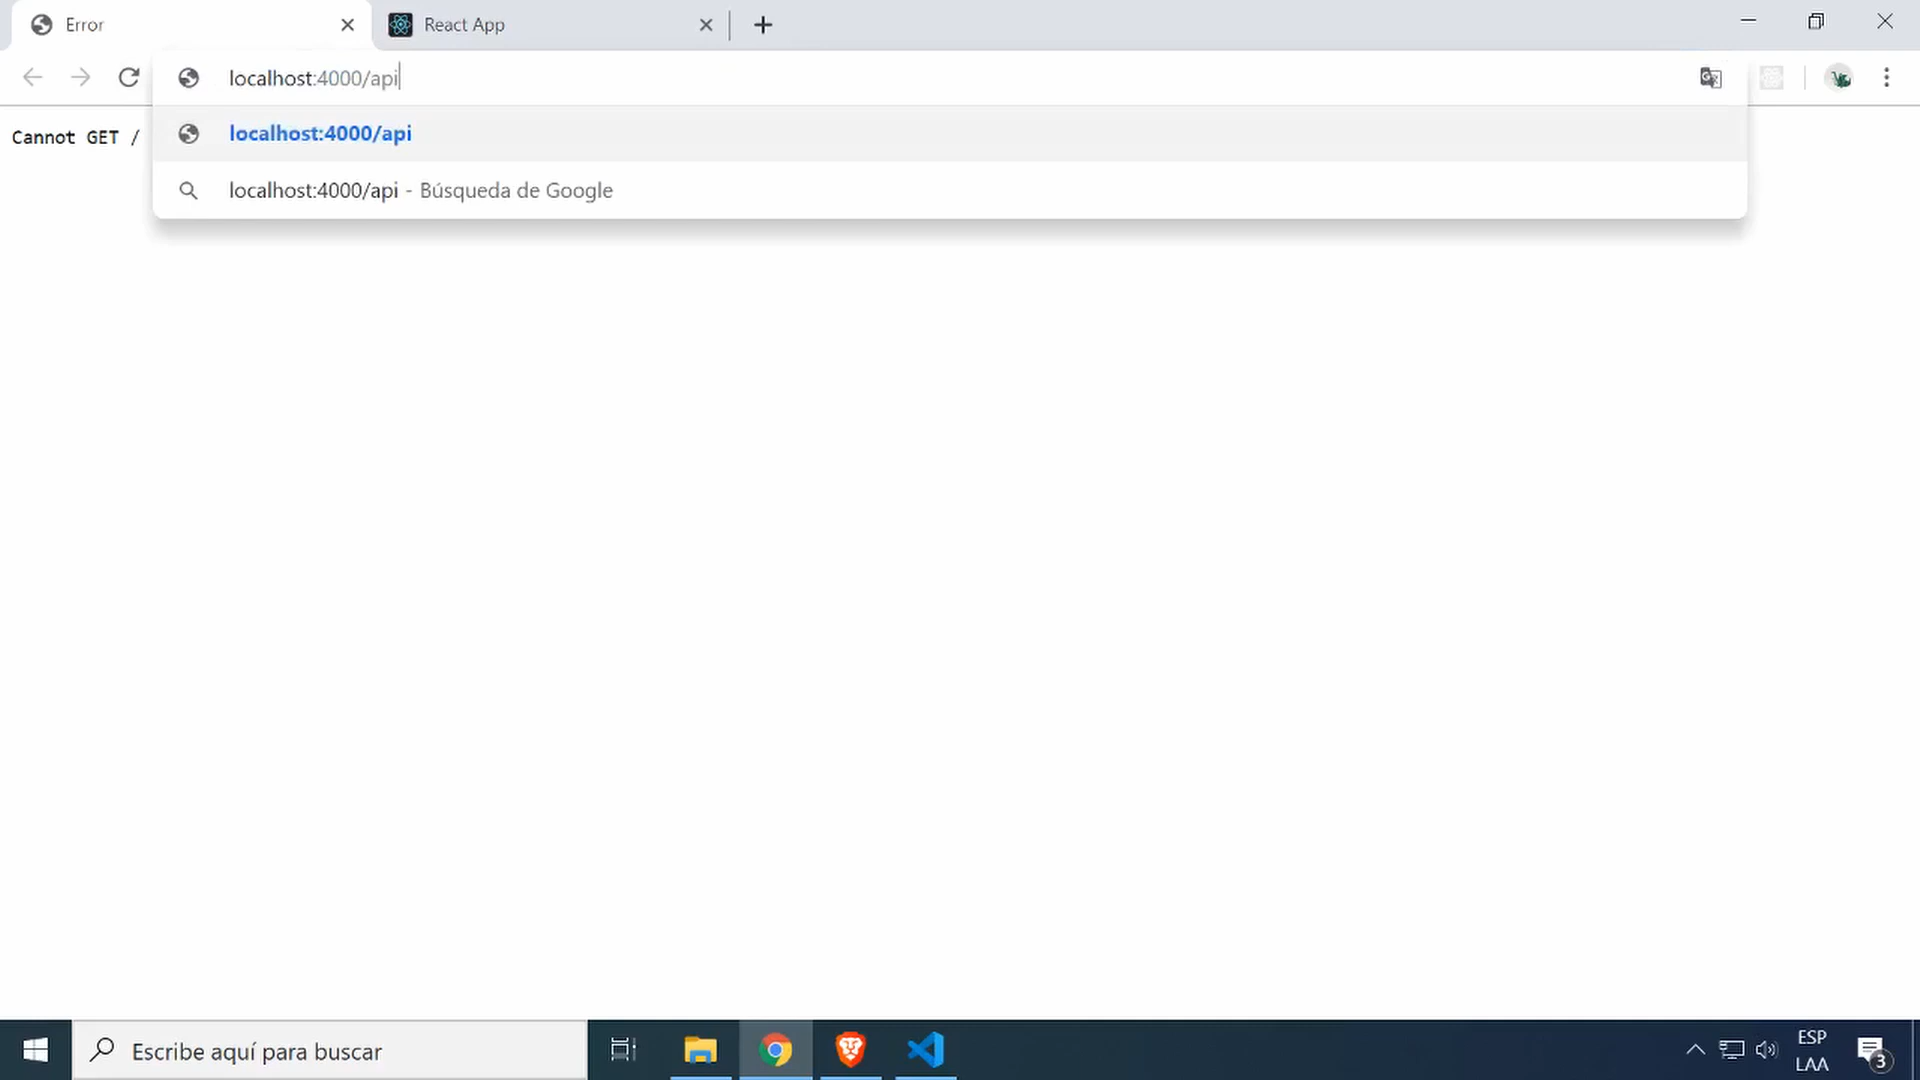 Error
React App
localhost:4000/api
localhost:4000/api
Cannot GET /
localhost:4000/api - Búsqueda de Google
Escribe aquí para buscar
ESP
LAA
3